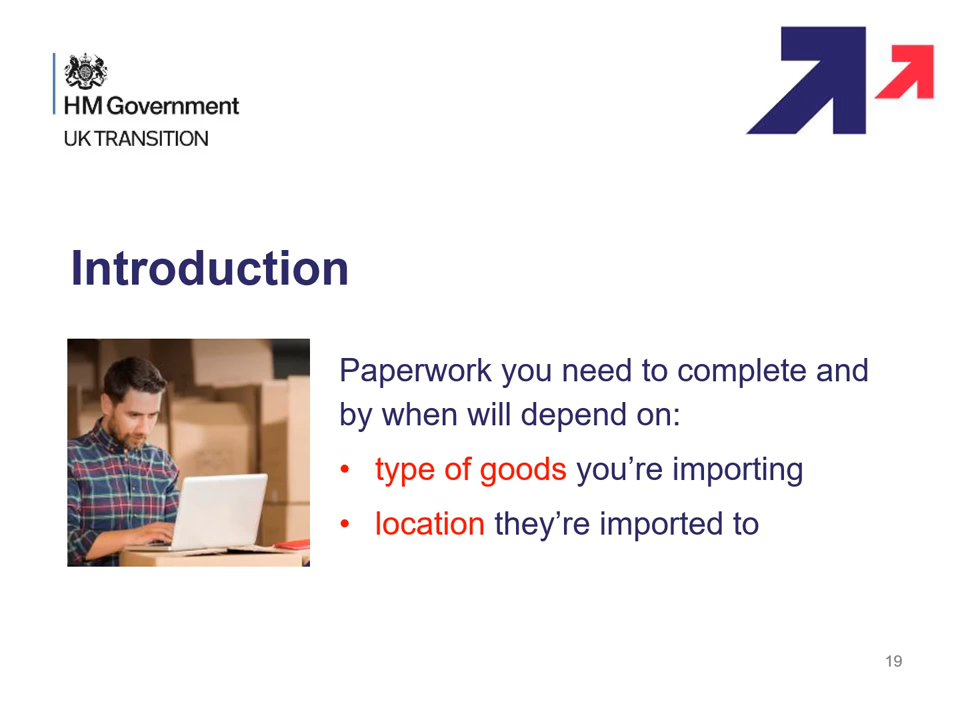 HM Government
UK TRANSITION
Introduction
Paperwork you need to complete and
by when will depend on:
• type of goods you’re importing
• location they’re imported to
19